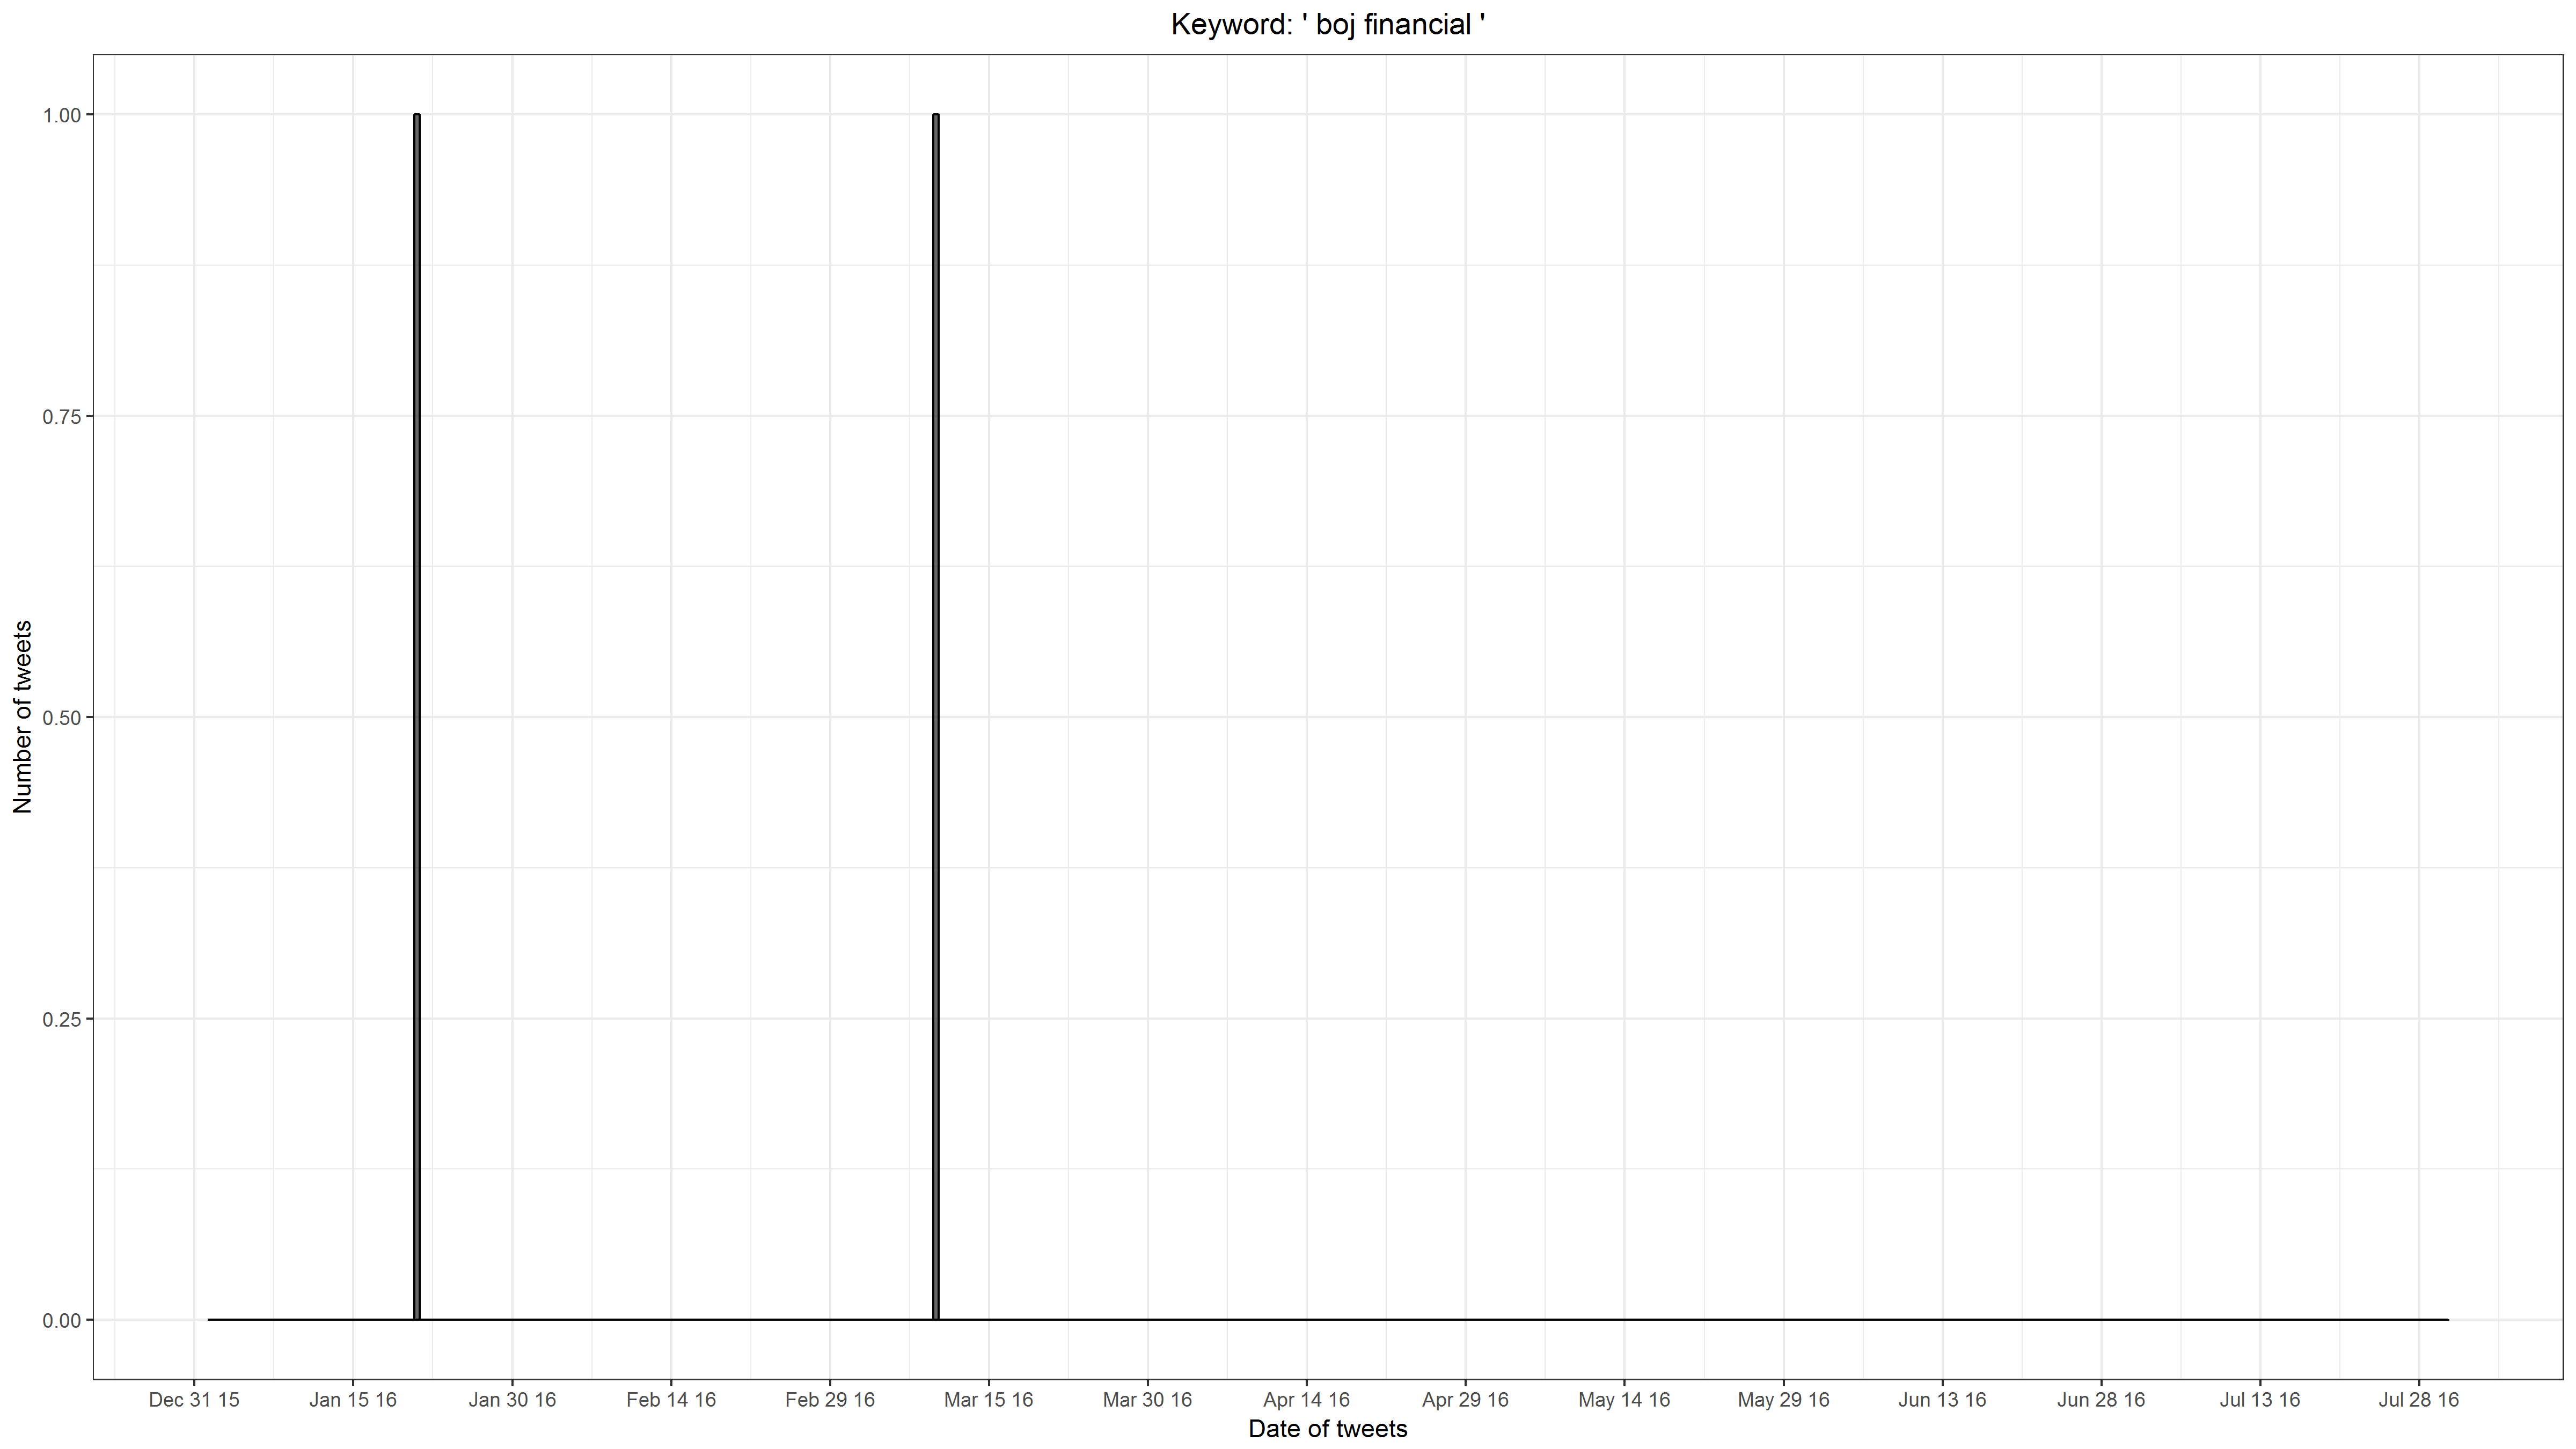 Keyword: ' boj financial '
1.00
0.75
0.50
0.25
0.00
Number of tweets
Dec 31 15 Jan 15 16 Jan 30 16 Feb 14 16 Feb 29 16 Mar 15 16 Mar 30 16 Apr 14 16 Apr 29 16 May 14 16 May 29 16 Jun 13 16 Jun 28 16 Jul 13 16 Jul 28 16
Date of tweets